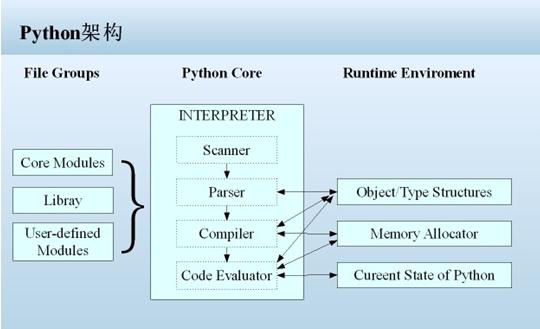 Python架构
File Groups
Python Core
Runtime Enviroment
INTERPRETER
Core Modules
Libray
User-defined
Modules
Scanner
Parser
Compiler
Code Evaluator
Object/Type Structures
Memory Allocator
Cureent State of Python